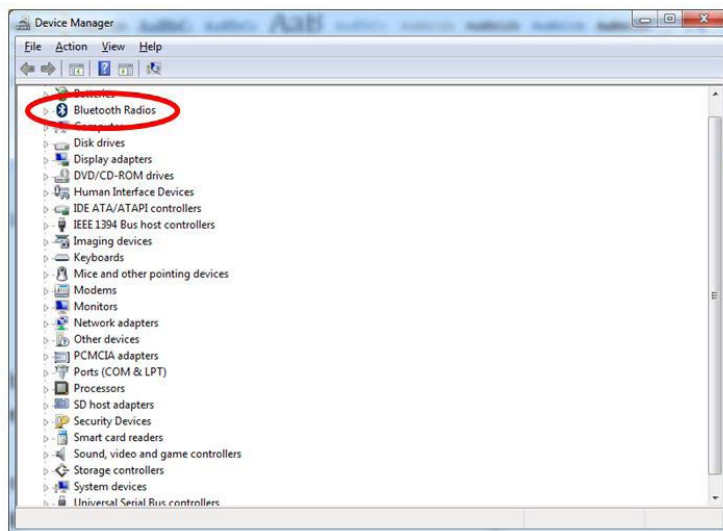 Device Manager
File Action View Help
Batteries
Bluetooth Radios
Computer
Disk drives
Display adapters
DVD/CD-ROM drives
Human Interface Devices
IDE ATA/ATAPI controllers
IEEE 1394 Bus host controllers
Imaging devices
Keyboards
Mice and other pointing devices
Modems
Monitors
Network adapters
Other devices
PCMCIA adapters
Ports (COM & LPT)
Processors
SD host adapters
Security Devices
Smart card readers
Sound, video and game controllers
Storage controllers
System devices
Universal Serial Bus controllers